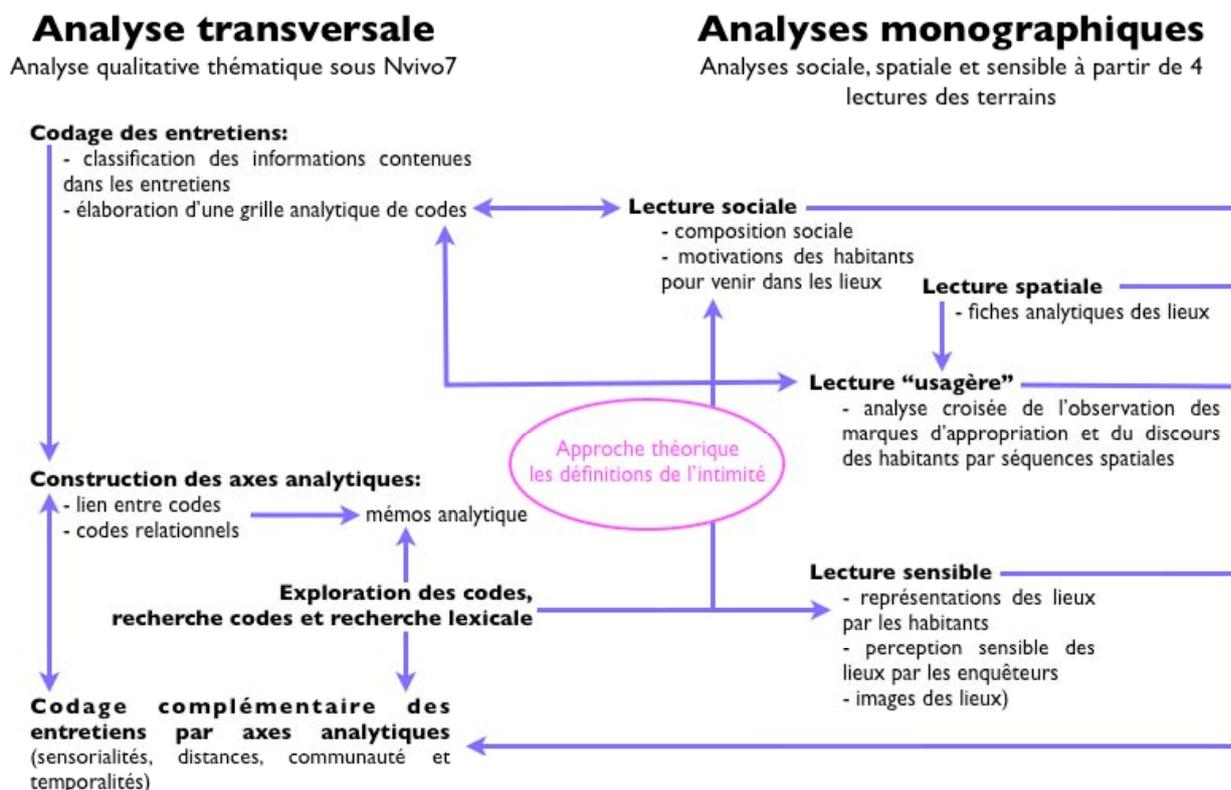 Analyse transversale
Analyse qualitative thématique sous Nvivo7
Codage des entretiens:
- classification des informations contenues
dans les entretiens
- élaboration d'une grille analytique de codes
Construction des axes analytiques:
- lien entre codes
- codes relationnels
mémos analytique
Exploration des codes,
recherche codes et recherche lexicale
Codage complémentaire des
entretiens par axes analytiques
(sensorialités, distances, communauté et
temporalités)
Approche théorique
les définitions de l'intimité
Analyses monographiques
Analyses sociale, spatiale et sensible à partir de 4
lectures des terrains
Lecture sociale
- composition sociale
- motivations des habitants
pour venir dans les lieux
Lecture spatiale
- fiches analytiques des lieux
Lecture “usagère”
- analyse croisée de l'observation des
marques d'appropriation et du discours
des habitants par séquences spatiales
Lecture sensible
- représentations des lieux
par les habitants
- perception sensible des
lieux par les enquêteurs
- images des lieux)